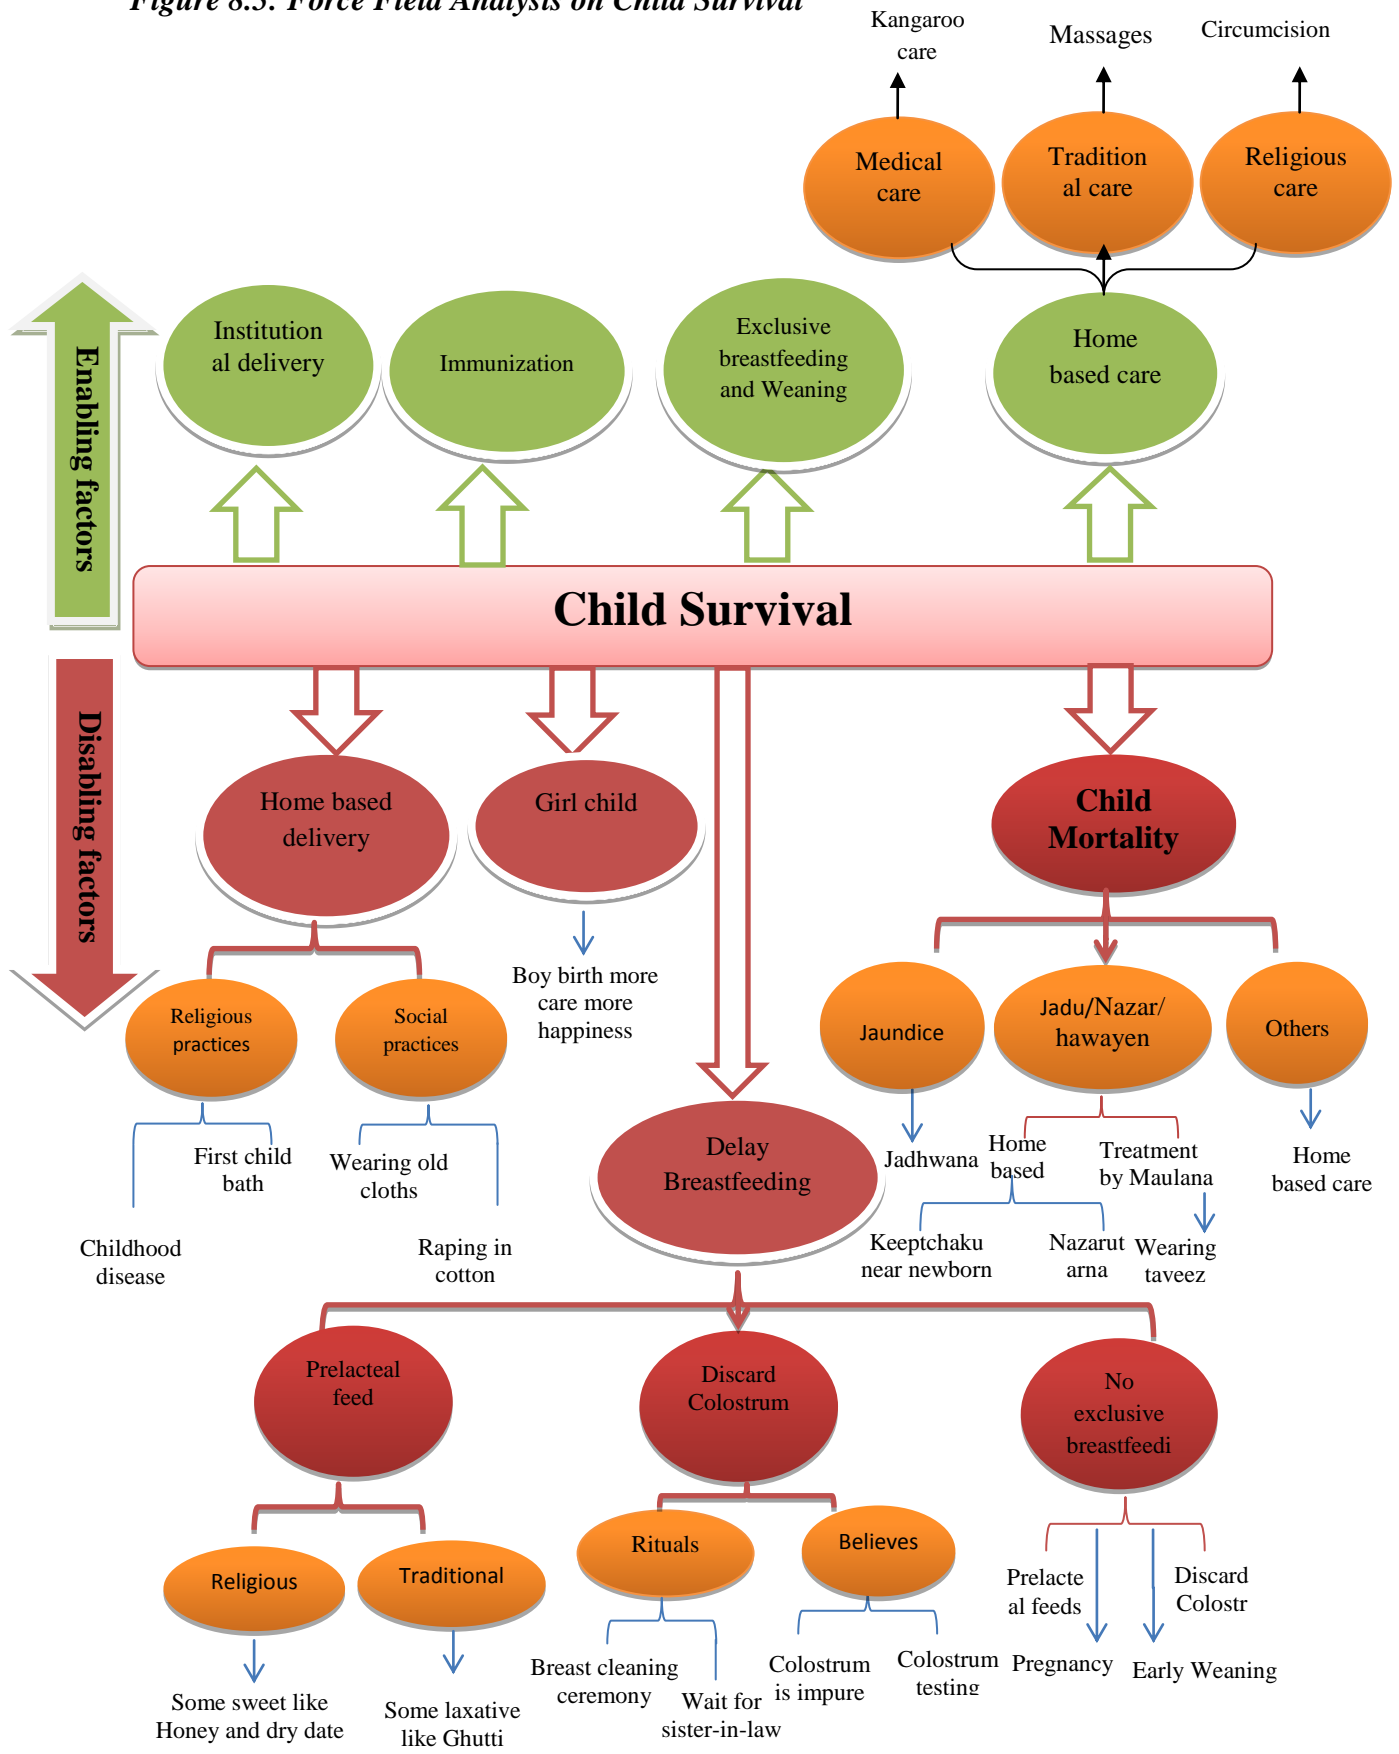 Figure 8.3: Force Field Analysis on Child Survival
Kangaroo
care
Massages
Circumcision
Medical
care
Tradition
al care
Religious
care
Enabling factors
Institution
al delivery
Immunization
Exclusive
breastfeeding
and Weaning
Home
based care
Child Survival
Disabling factors
Home based
delivery
Girl child
Child
Mortality
Boy birth more
care more
happiness
Religious
practices
Social
practices
Jaundice
Jadu/Nazar/
hawayen
Others
First child
bath
Wearing old
cloths
Childhood
disease
Raping in
cotton
Delay
Breastfeeding
Jadhwana
Home
based
Treatment
by Maulana
Home
based care
Keeptchaku
near newborn
Nazarut
arna
Wearing
taveez
Prelacteal
feed
Discard
Colostrum
No
exclusive
breastfeedi
Religious
Traditional
Rituals
Believes
Prelacte
al feeds
Discard
Colostr
Pregnancy
Early Weaning
Some sweet like
Honey and dry date
Some laxative
like Ghutti
Breast cleaning
ceremony
Wait for
sister-in-law
Colostrum
is impure
Colostrum
testing